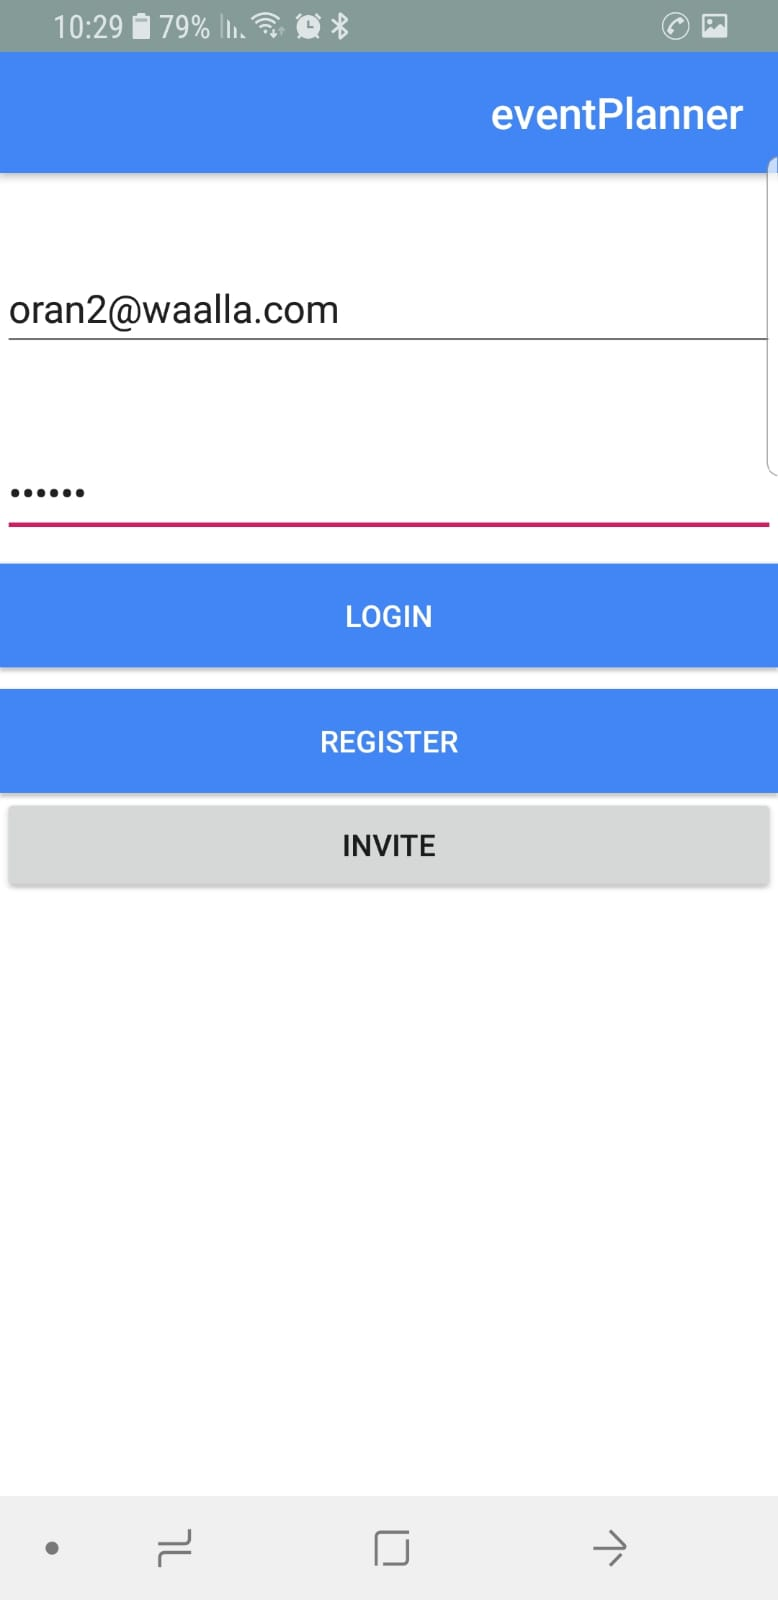 10:29 79%
eventPlanner
oran2@waalla.com
••••••
LOGIN
REGISTER
INVITE